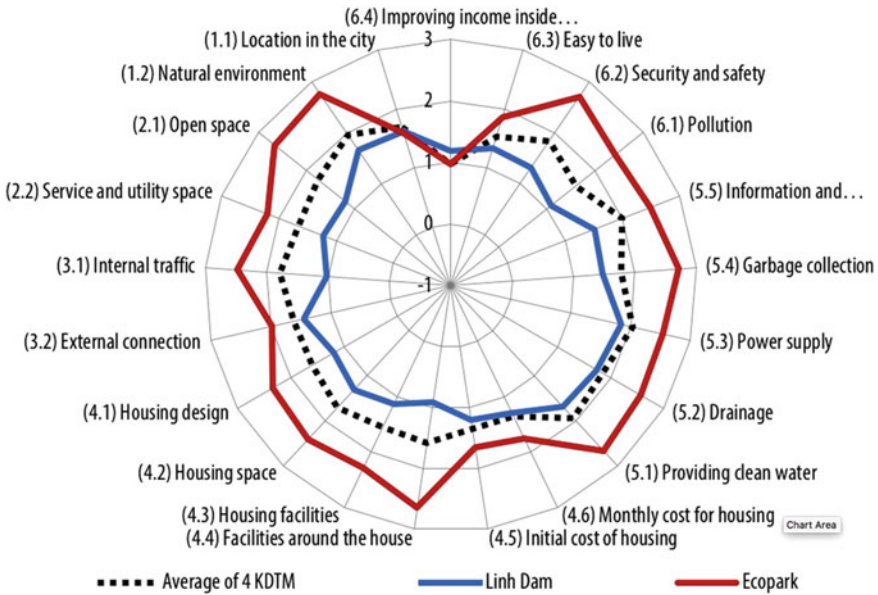 (6.4) Improving income inside…
(1.1) Location in the city
3
(6.3) Easy to live
(1.2) Natural environment
(6.2) Security and safety
2
(2.1) Open space
(6.1) Pollution
1
(2.2) Service and utility space
(5.5) Information and…
0
(3.1) Internal traffic
(5.4) Garbage collection
-1
(3.2) External connection
(5.3) Power supply
(4.1) Housing design
(5.2) Drainage
(4.2) Housing space
(5.1) Providing clean water
(4.3) Housing facilities
(4.6) Monthly cost for housing
Chart Area
(4.4) Facilities around the house
(4.5) Initial cost of housing
Average of 4 KDTM
Linh Dam
Ecopark